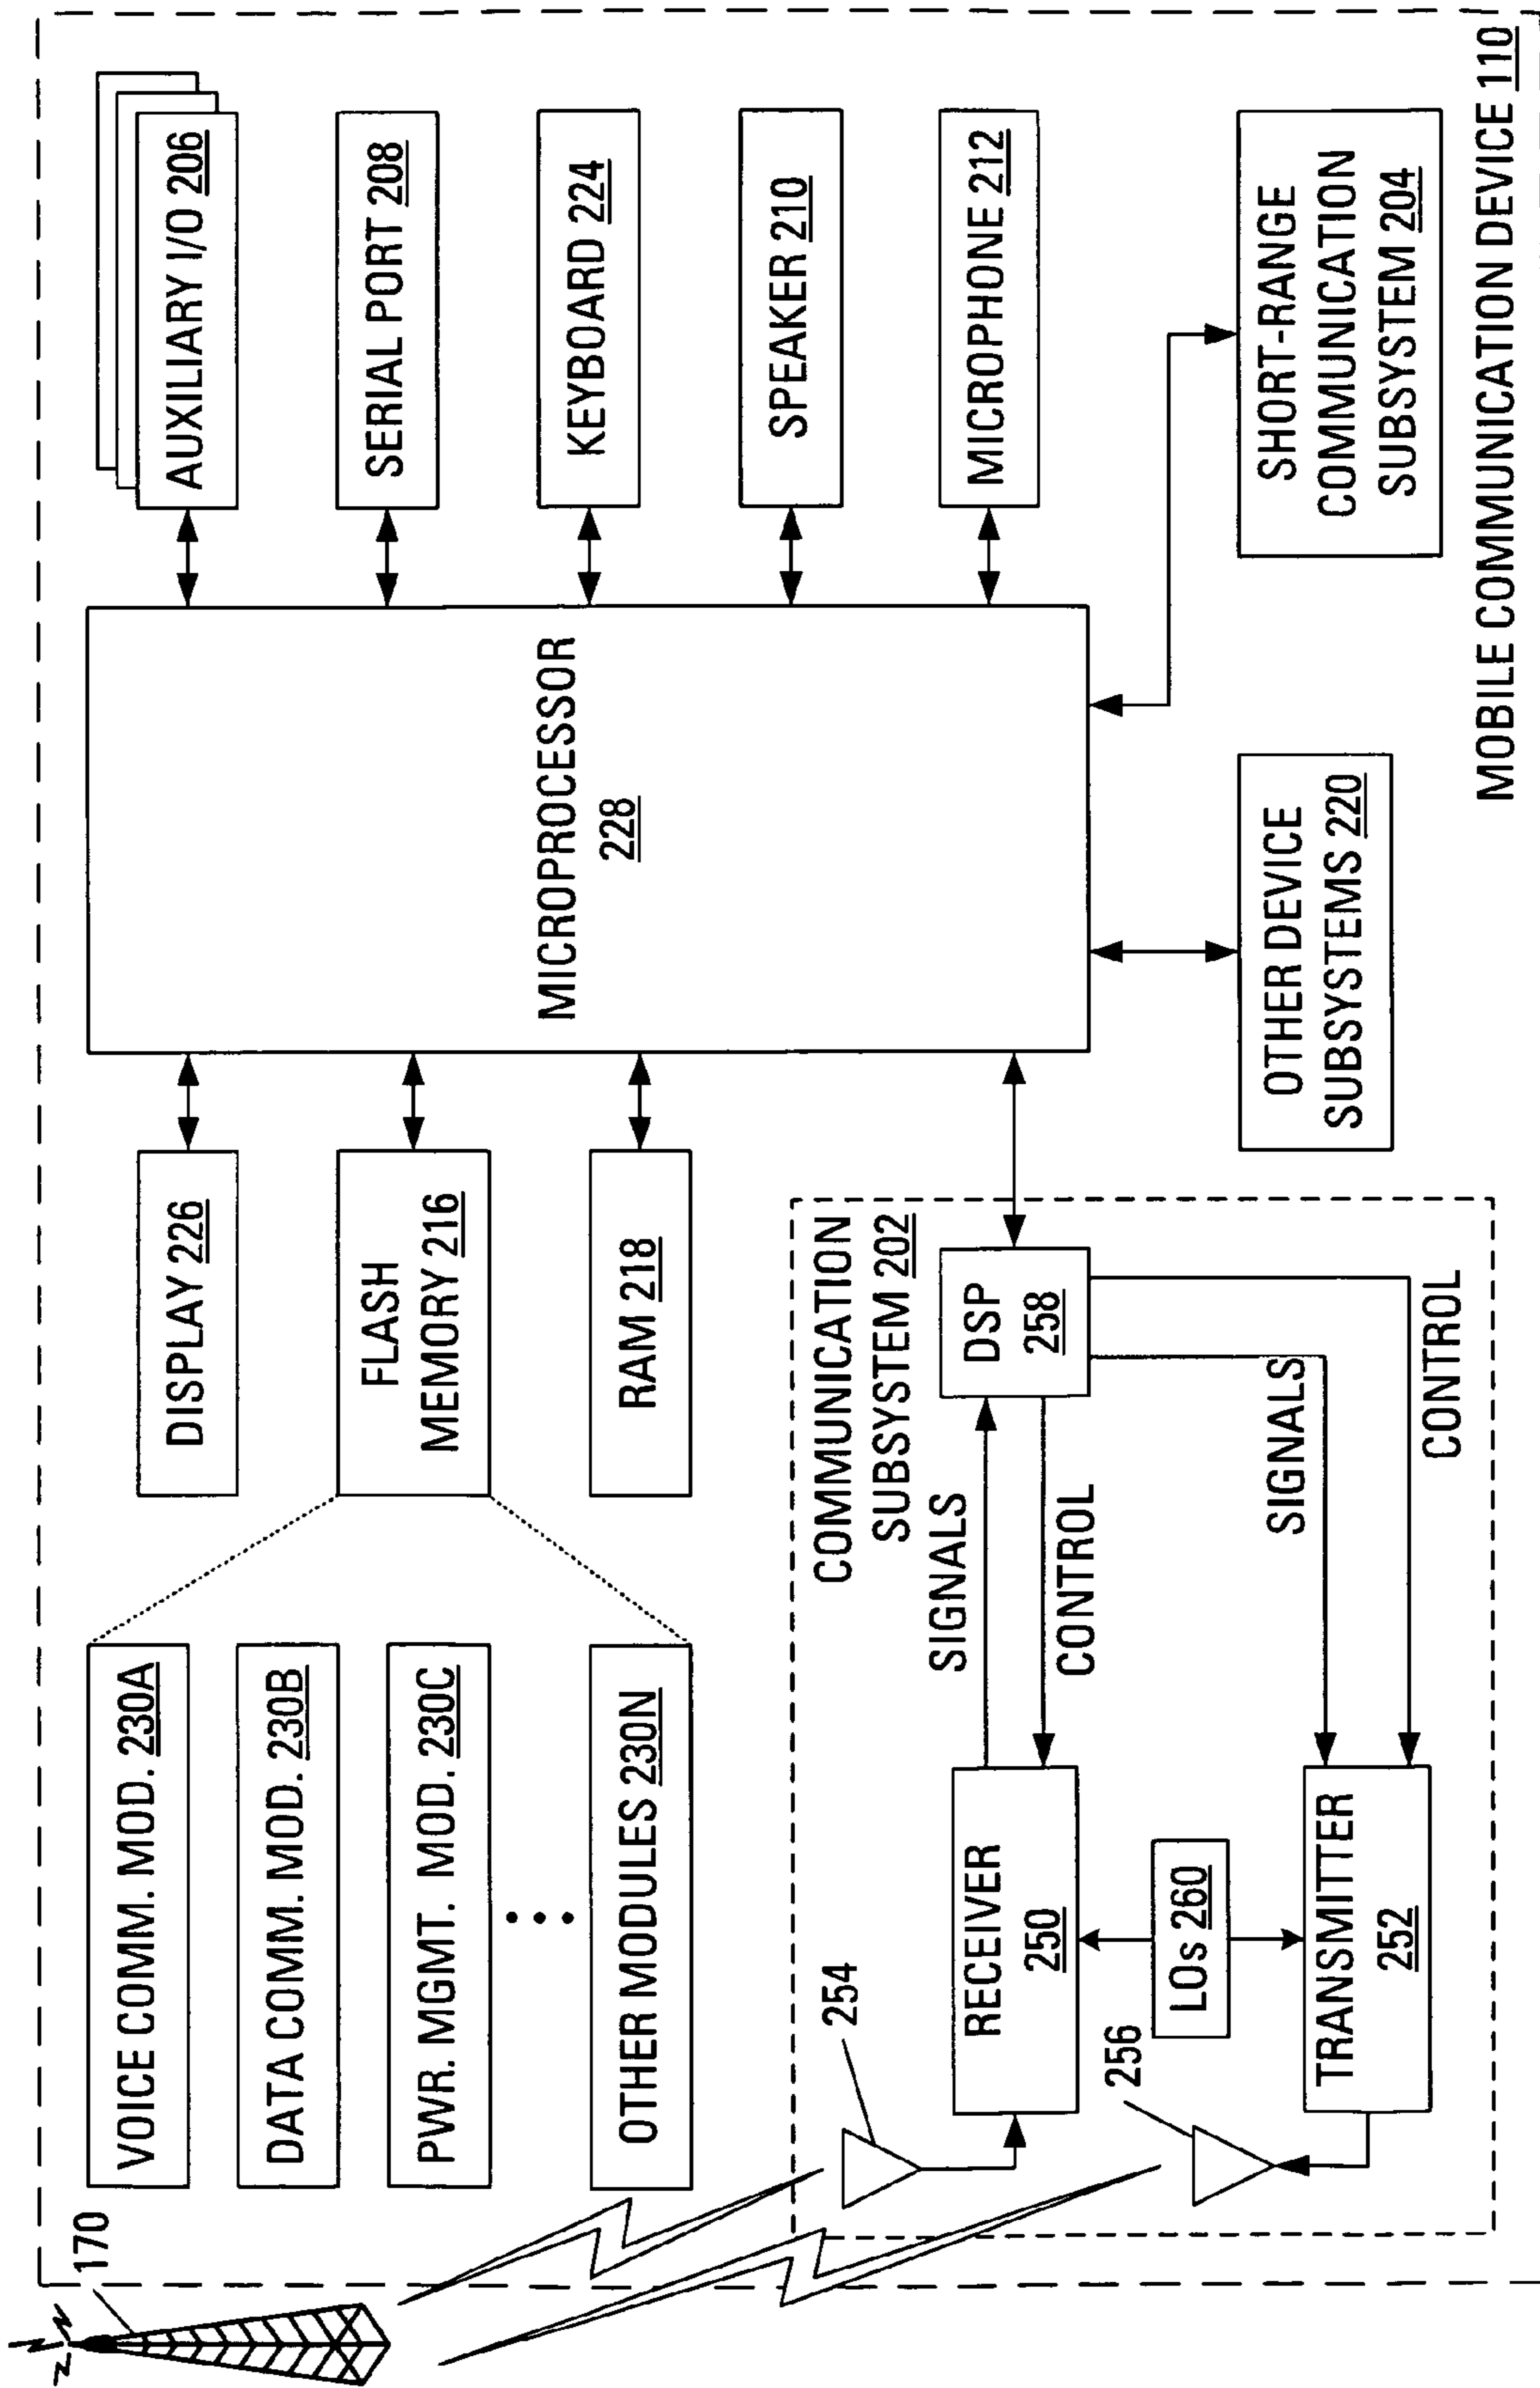 170
VOICE COMM. MOD. 230A
DATA COMM. MOD. 230B
PWR. MGMT. MOD. 230C
OTHER MODULES 230N
DISPLAY 226
FLASH
MEMORY 216
RAM 218
MICROPROCESSOR
228
AUXILIARY I/O 206
SERIAL PORT 208
KEYBOARD 224
SPEAKER 210
MICROPHONE 212
COMMUNICATION
SUBSYSTEM 202
254
RECEIVER
250
SIGNALS
CONTROL
DSP
258
256
LOs 260
TRANSMITTER
252
SIGNALS
CONTROL
OTHER DEVICE
SUBSYSTEMS 220
SHORT-RANGE
COMMUNICATION
SUBSYSTEM 204
MOBILE COMMUNICATION DEVICE 110